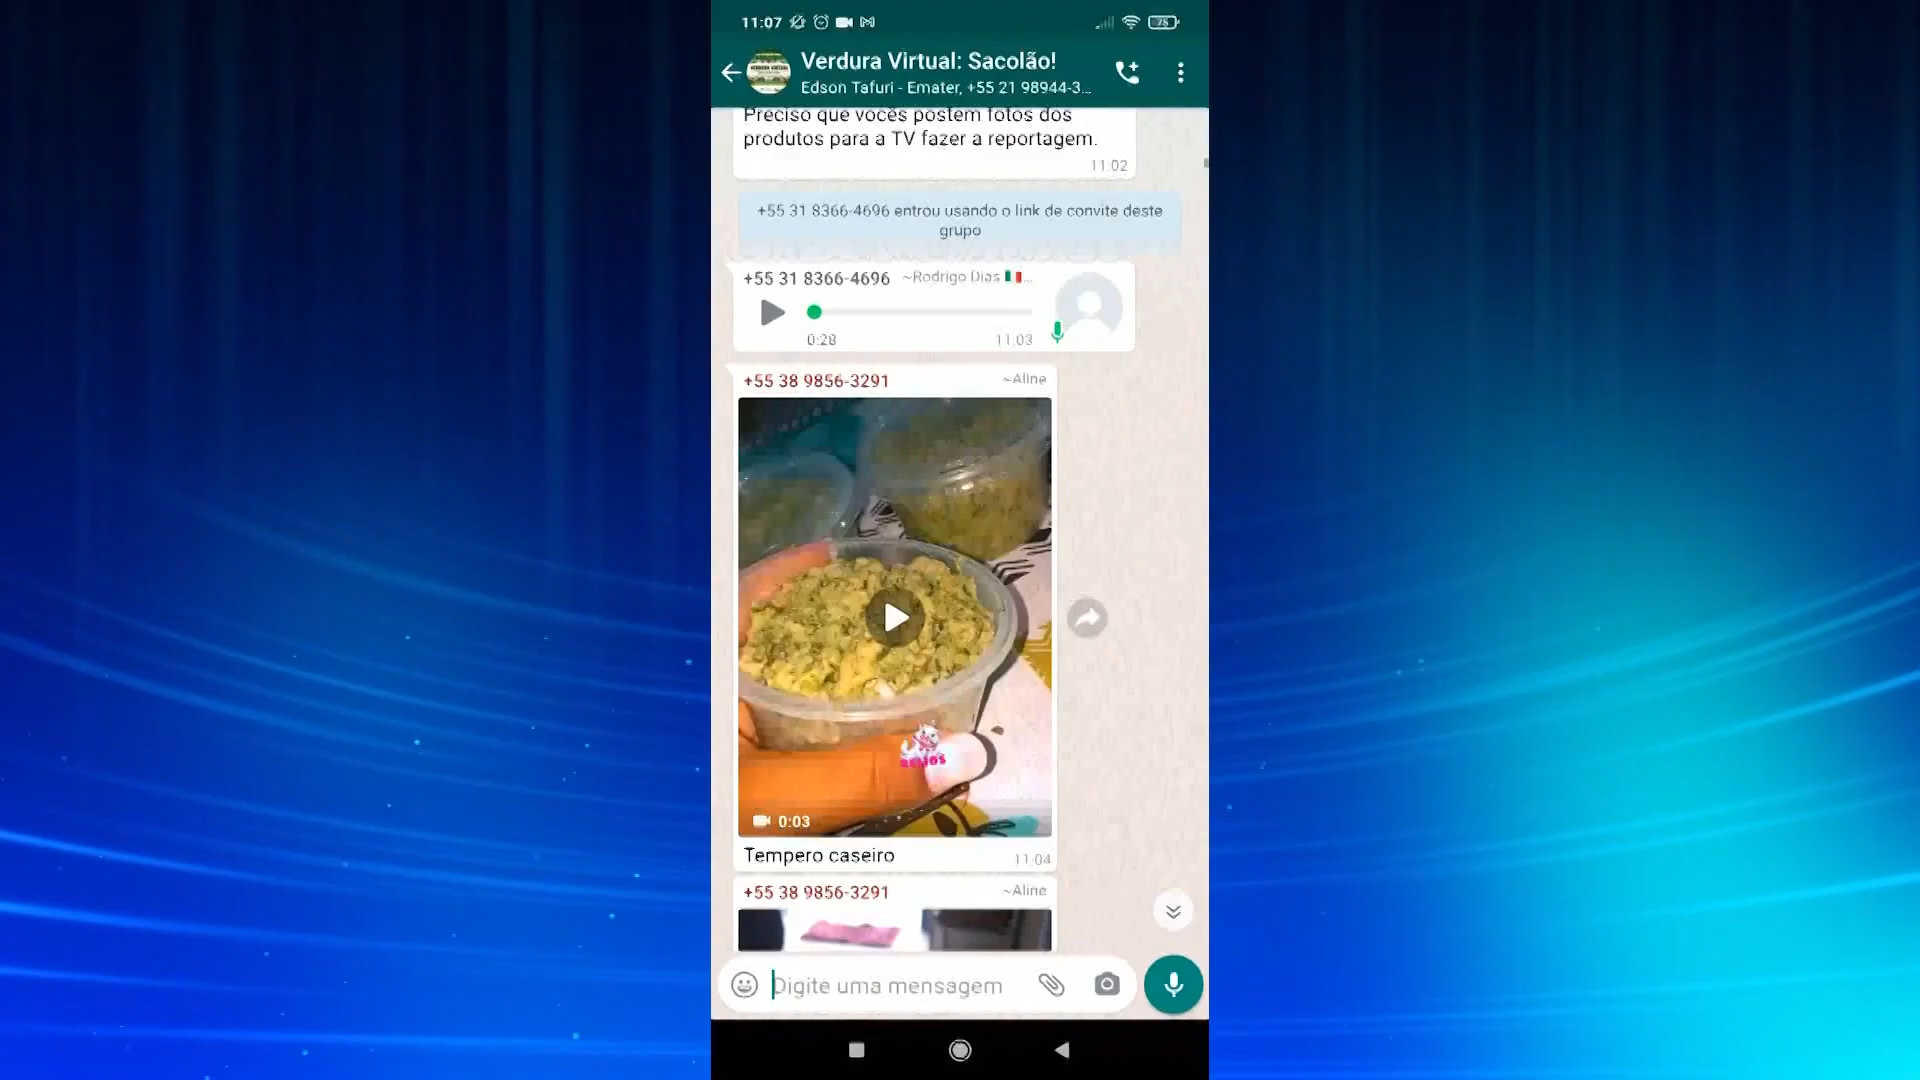 11:07
75
Verdura Virtual: Sacolão!
Edson Tafuri - Emater, +55 21 98944-3...
Preciso que vocês postem fotos dos
produtos para a TV fazer a reportagem.
11:02
+55 31 8366-4696 entrou usando o link de convite deste
grupo
+55 31 8366-4696 ~Rodrigo Dias 🇮🇹...
0:28 11:03
+55 38 9856-3291 ~Aline
BEIJOS
0:03
Tempero caseiro 11:04
+55 38 9856-3291 ~Aline
Digite uma mensagem